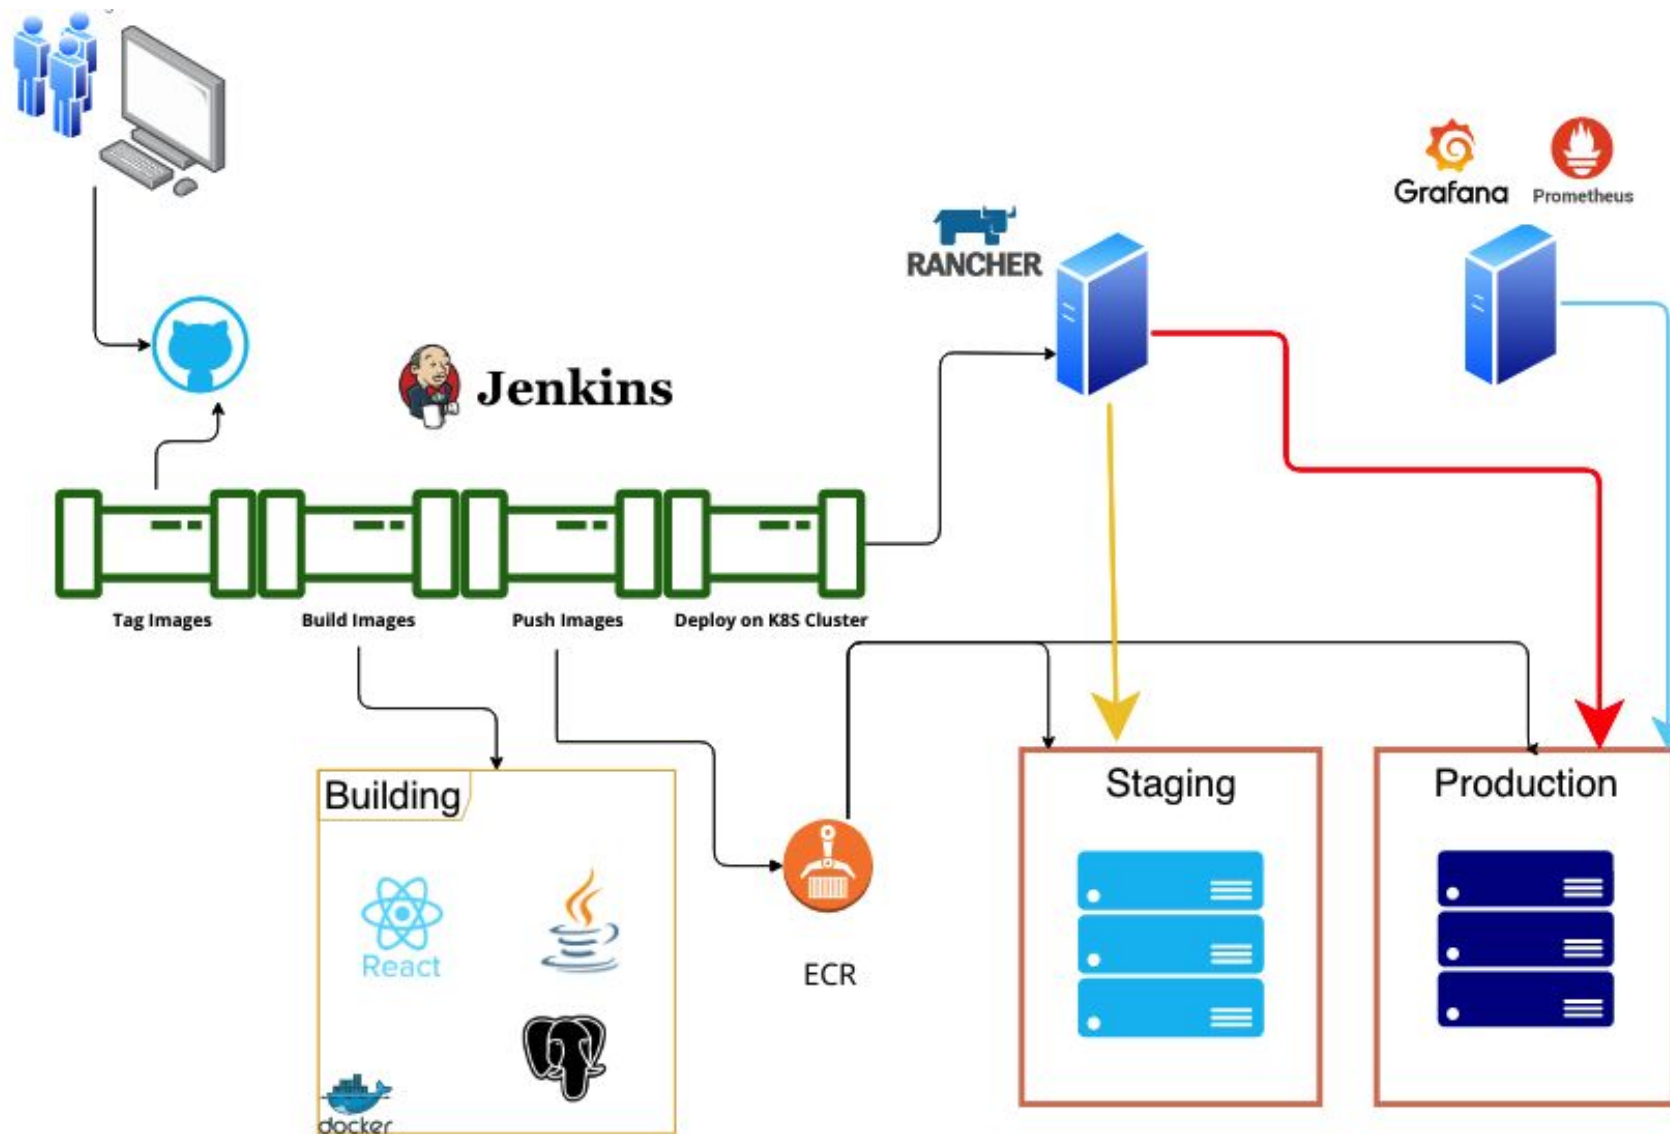 Grafana
Prometheus
RANCHER
Jenkins
Tag Images
Build Images
Push Images
Deploy on K8S Cluster
Building
Staging
Production
React
ECR
docker